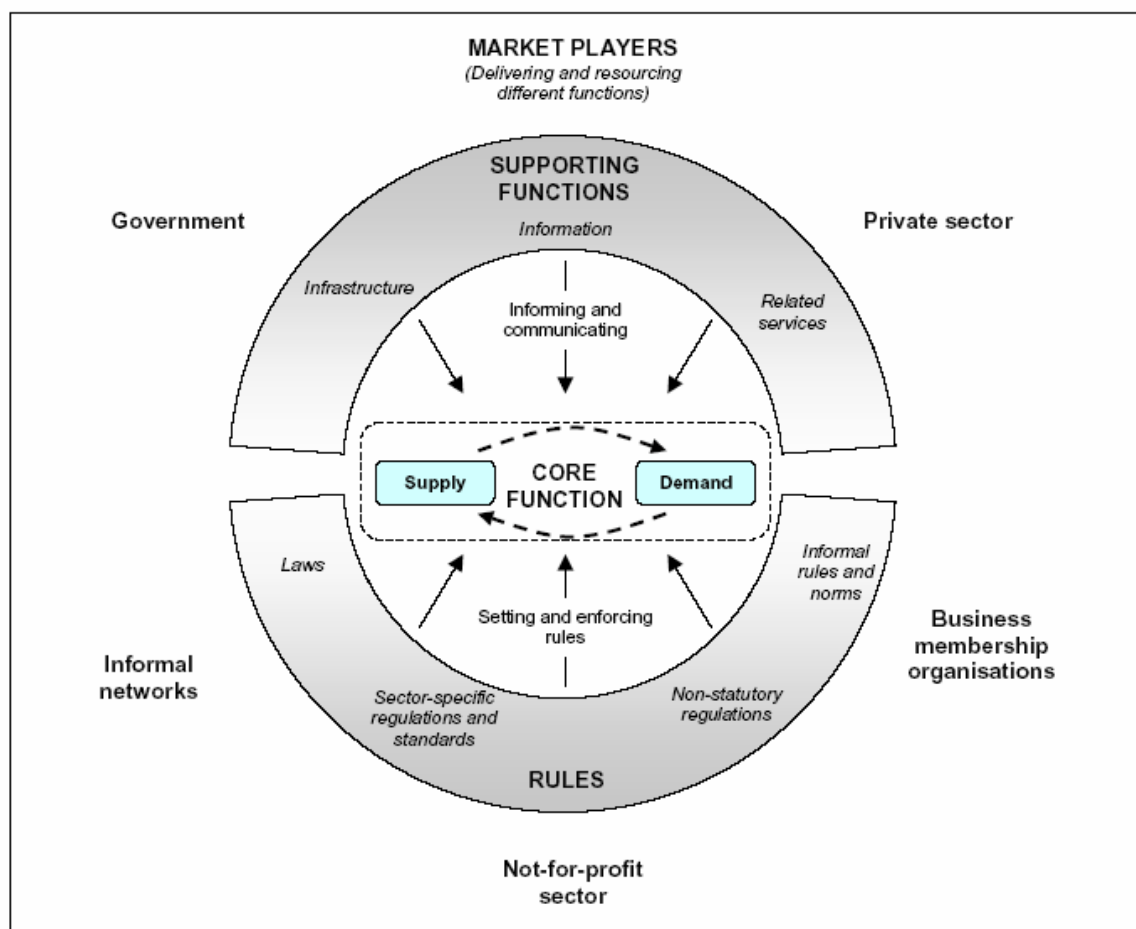 MARKET PLAYERS
(Delivering and resourcing
different functions)
SUPPORTING
FUNCTIONS
Government
Private sector
Information
Infrastructure
Related
services
Informing and
communicating
Supply
CORE
FUNCTION
Demand
Laws
Informal
rules and
norms
Setting and enforcing
rules
Business
membership
organisations
Informal
networks
Sector-specific
regulations and
standards
Non-statutory
regulations
RULES
Not-for-profit
sector